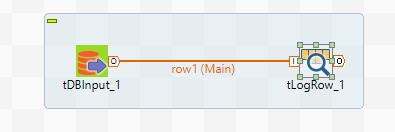 O
row1 (Main)
I
O
tDBInput_1
tLogRow_1